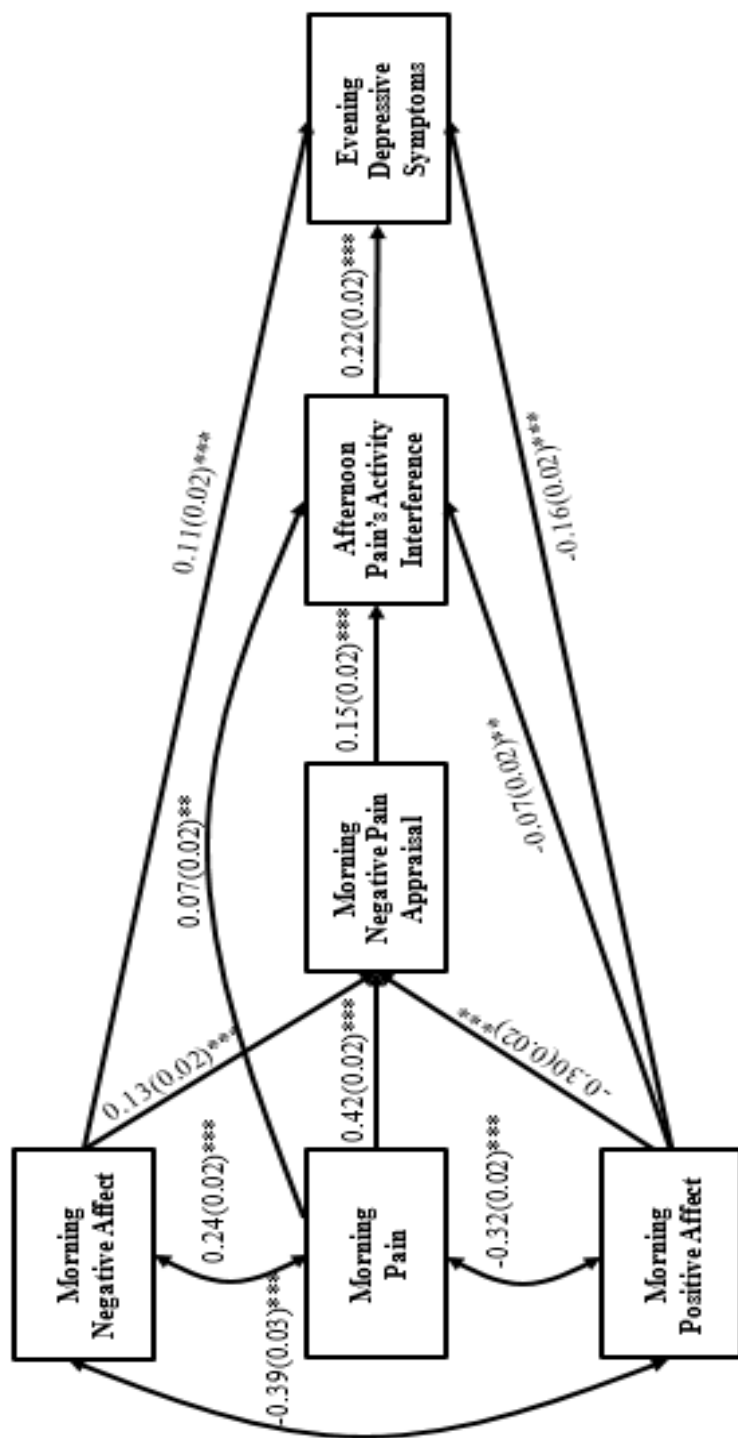 Morning
Negative Affect
Morning
Pain
Morning
Positive Affect
0.24(0.02)***
-0.39(0.03)***
-0.32(0.02)***
0.13(0.02)***
0.42(0.02)***
-0.30(0.02)***
Morning
Negative Pain
Appraisal
0.07(0.02)**
0.15(0.02)***
-0.07(0.02)**
Afternoon
Pain's Activity
Interference
0.11(0.02)***
0.22(0.02)***
-0.16(0.02)***
Evening
Depressive
Symptoms